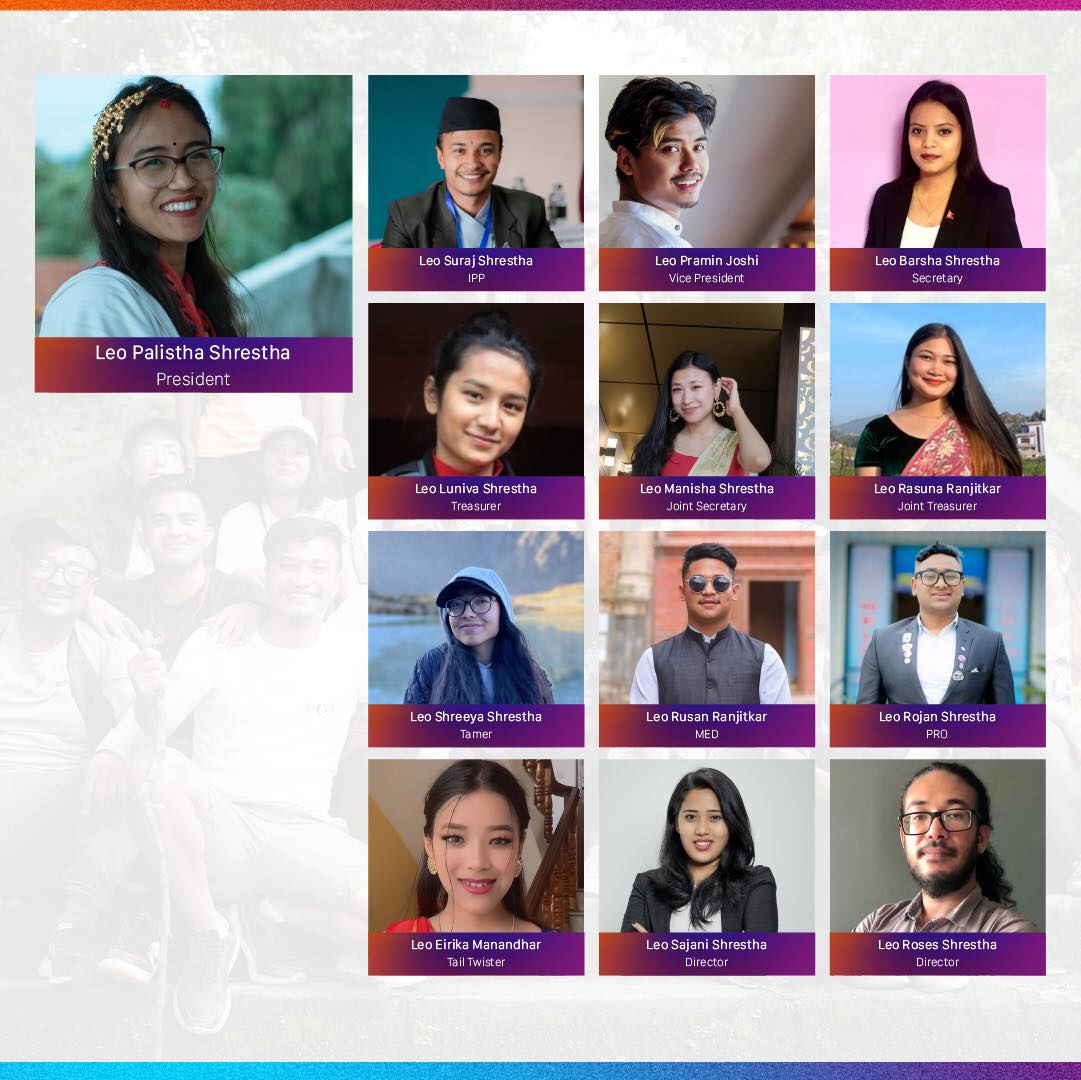 Leo Palistha Shrestha
President
Leo Suraj Shrestha
IPP
Leo Pramin Joshi
Vice President
Leo Barsha Shrestha
Secretary
Leo Luniva Shrestha
Treasurer
Leo Manisha Shrestha
Joint Secretary
Leo Rasuna Ranjitkar
Joint Treasurer
Leo Shreeya Shrestha
Tamer
Leo Rusan Ranjitkar
MED
Leo Rojan Shrestha
PRO
Leo Eirika Manandhar
Tail Twister
Leo Sajani Shrestha
Director
Leo Roses Shrestha
Director